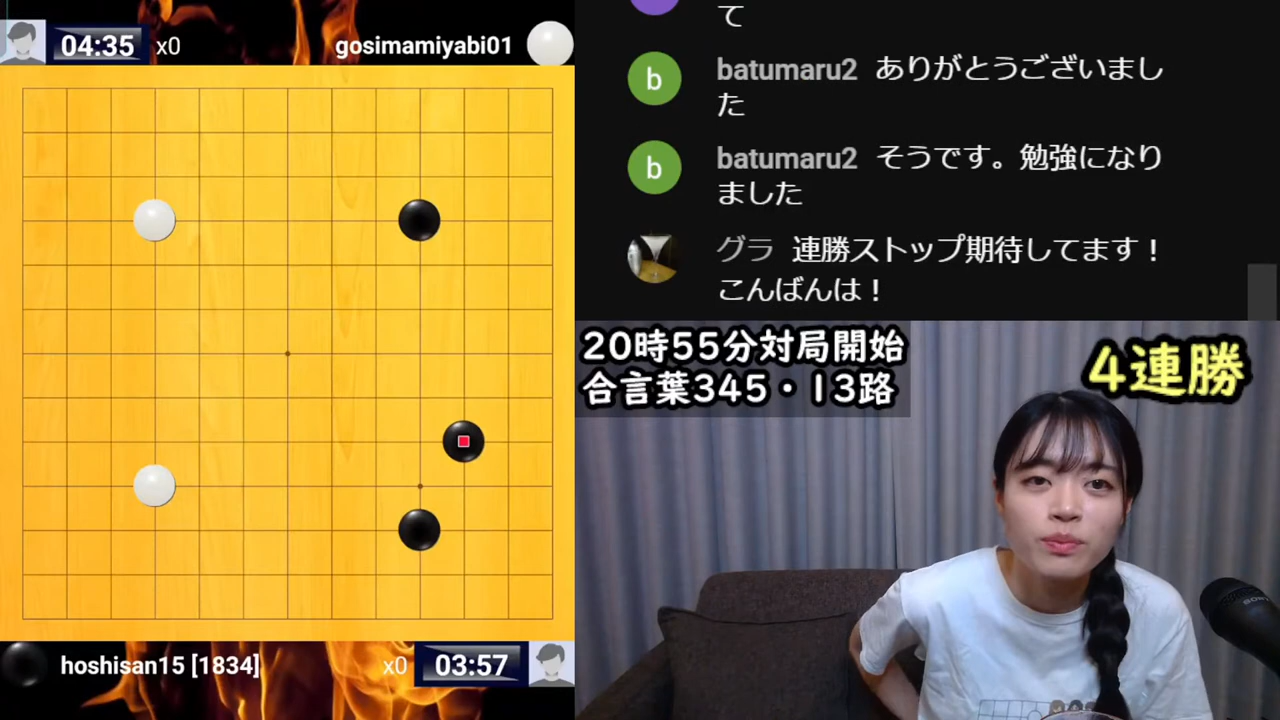 04:35
x0
gosimamiyabi01
て
b
batumaru2 ありがとうございまし
た
b
batumaru2 そうです。勉強になり
ました
グラ 連勝ストップ期待してます！
こんばんは！
20時55分対局開始
合言葉345・13路
4連勝
SONY
hoshisan15 [1834]
x0
03:57